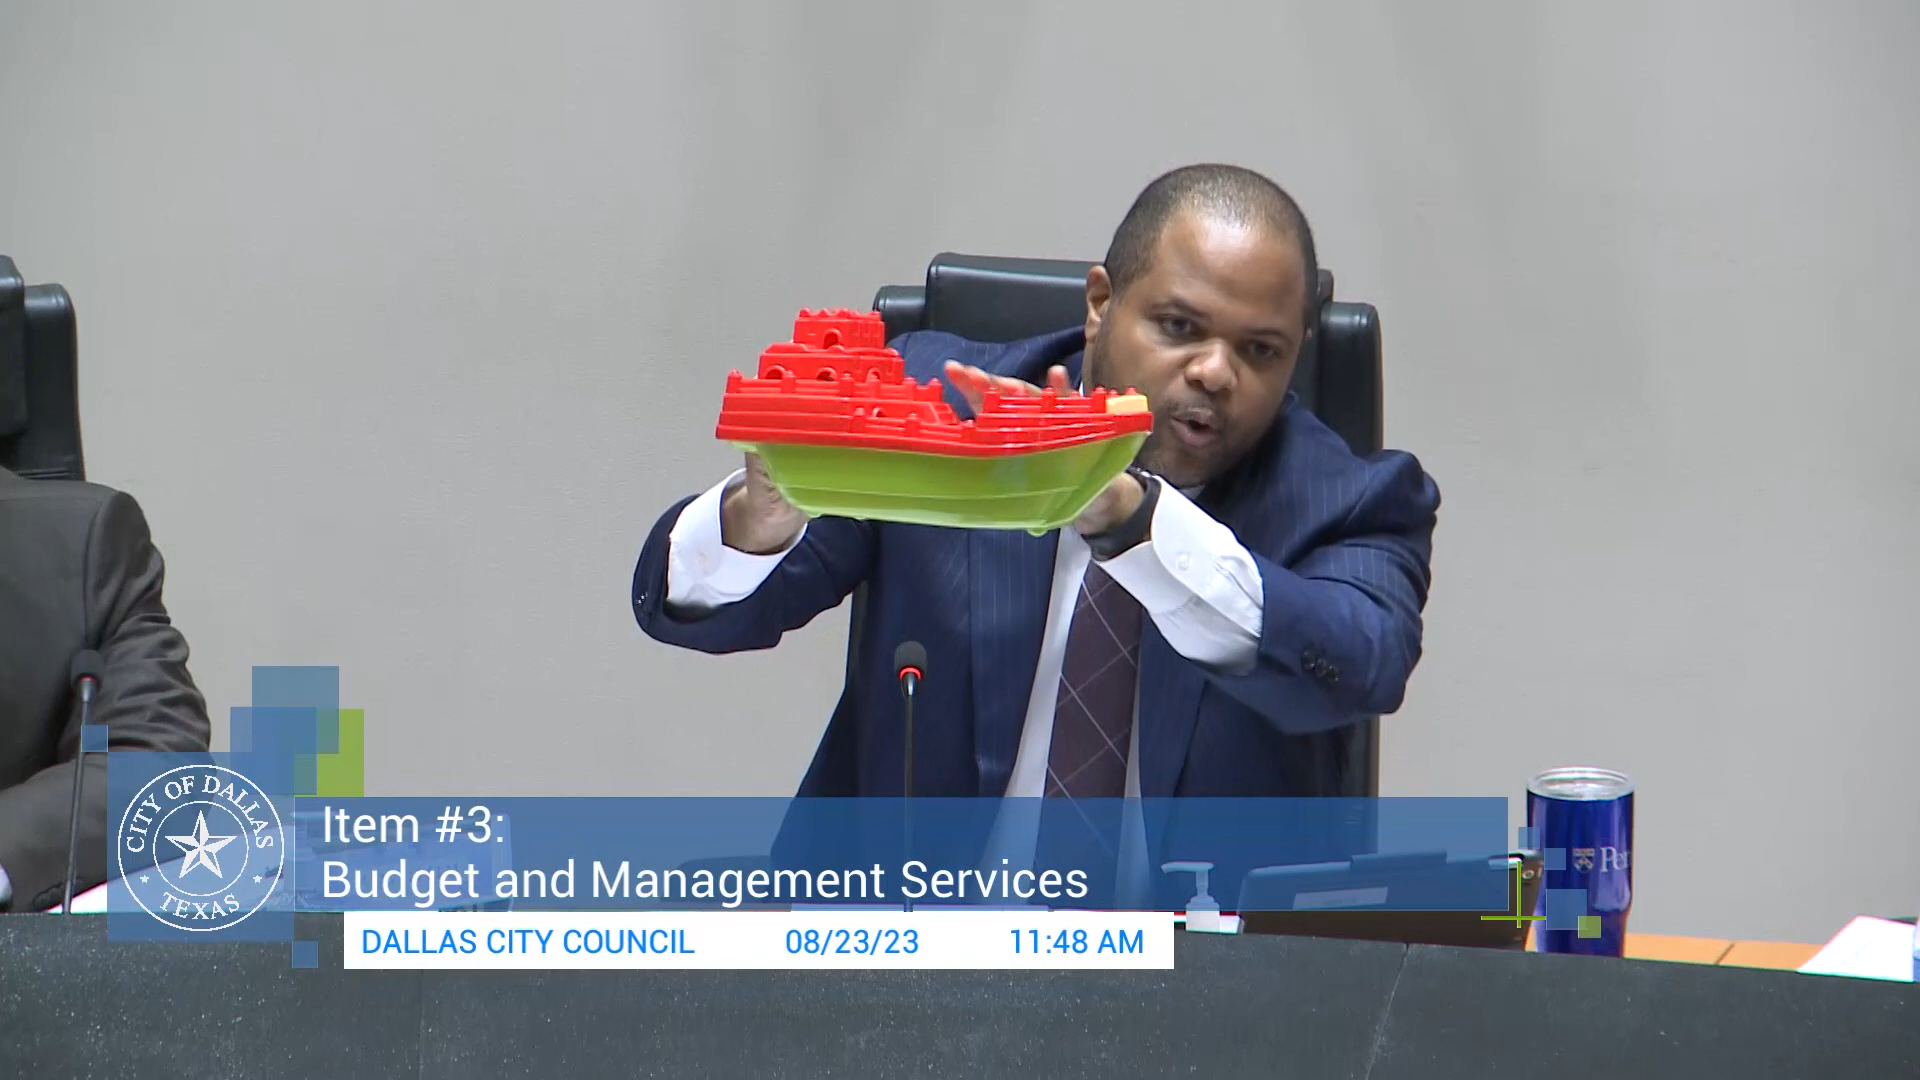 CITY OF DALLAS
TEXAS
Item #3:
Budget and Management Services
DALLAS CITY COUNCIL 08/23/23 11:48 AM